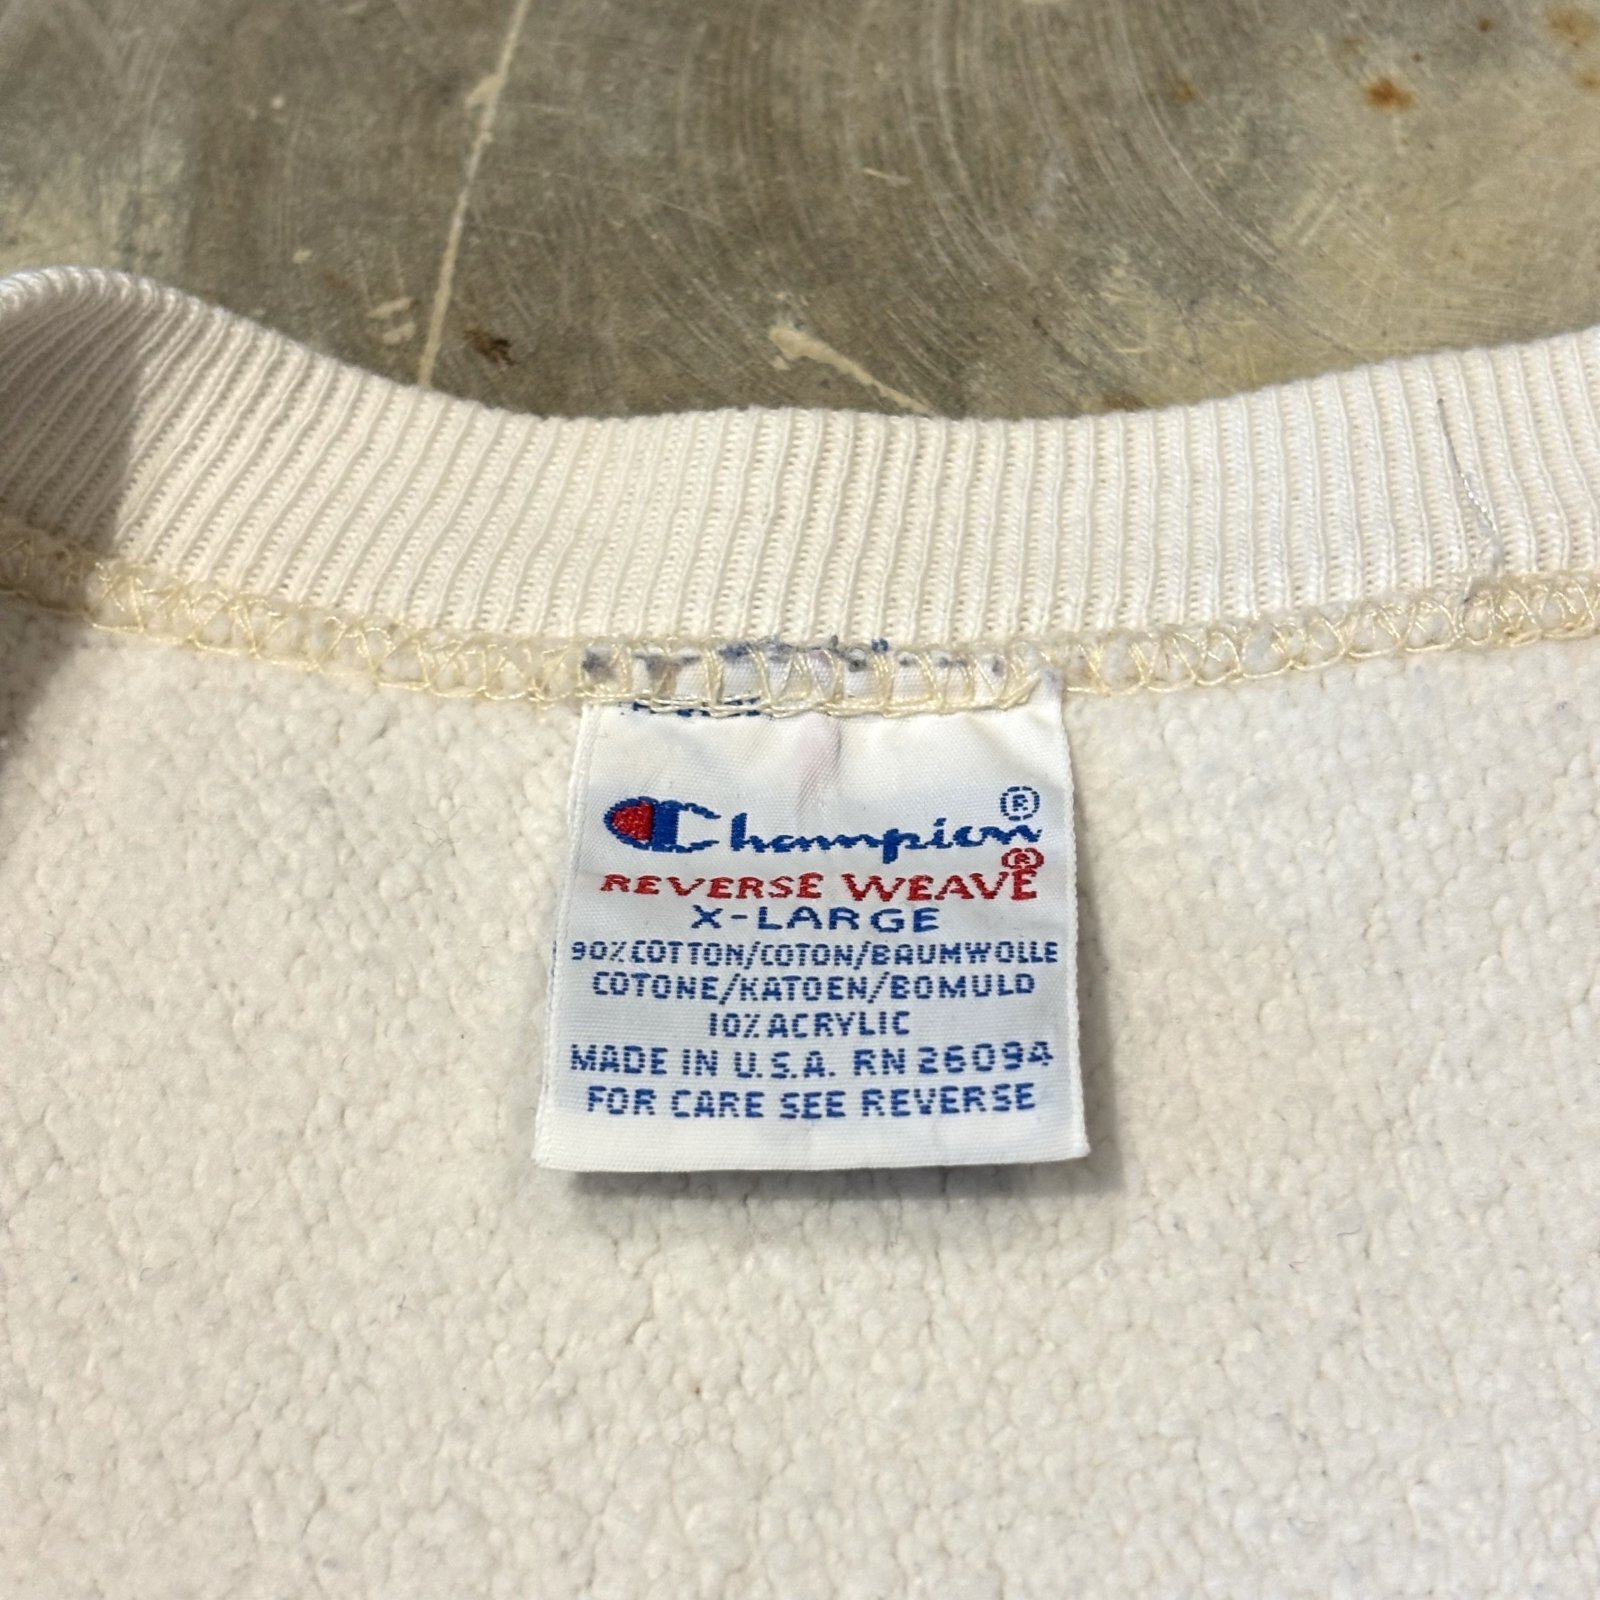 Champion®
REVERSE WEAVE®
X-LARGE
90% COTTON/COTON/BAUMWOLLE
COTONE/KATOEN/BOMULD
10% ACRYLIC
MADE IN U.S.A. RN 26094
FOR CARE SEE REVERSE